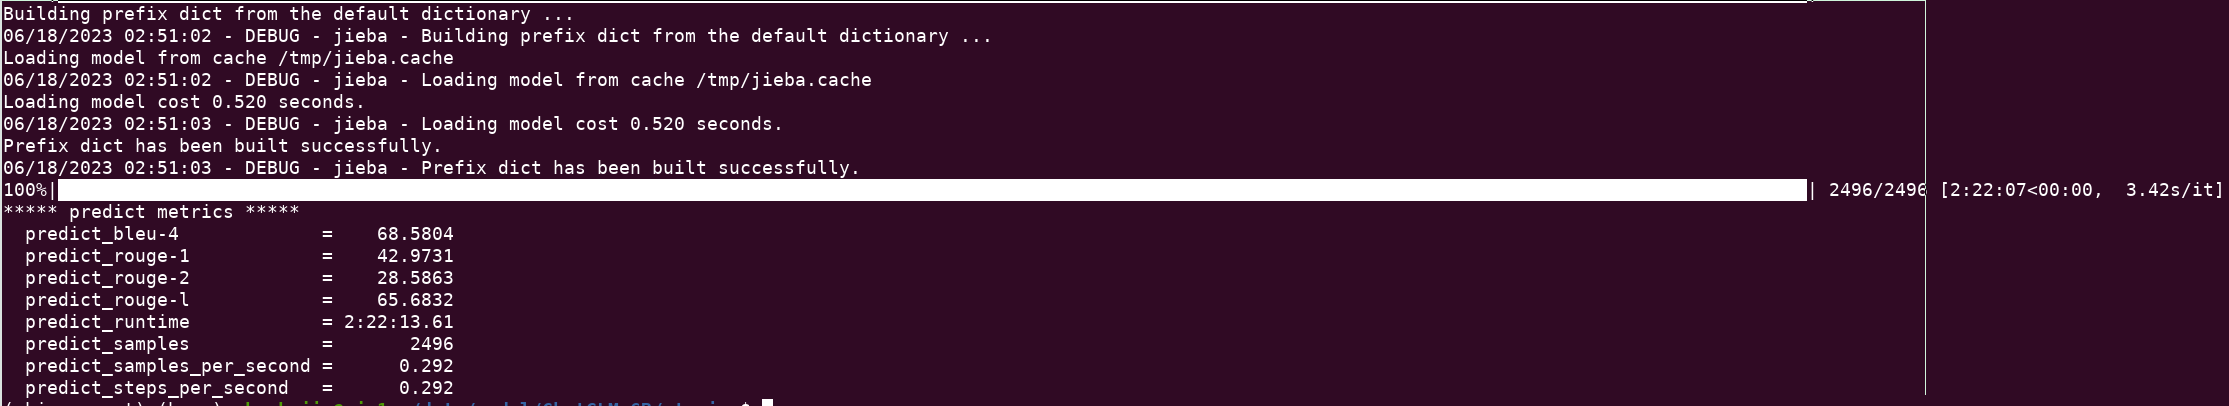 Building prefix dict from the default dictionary ...
06/18/2023 02:51:02 - DEBUG - jieba - Building prefix dict from the default dictionary ...
Loading model from cache /tmp/jieba.cache
06/18/2023 02:51:02 - DEBUG - jieba - Loading model from cache /tmp/jieba.cache
Loading model cost 0.520 seconds.
06/18/2023 02:51:03 - DEBUG - jieba - Loading model cost 0.520 seconds.
Prefix dict has been built successfully.
06/18/2023 02:51:03 - DEBUG - jieba - Prefix dict has been built successfully.
100%| | 2496/2496 [2:22:07<00:00, 3.42s/it]
***** predict metrics *****
predict_bleu-4 = 68.5804
predict_rouge-1 = 42.9731
predict_rouge-2 = 28.5863
predict_rouge-l = 65.6832
predict_runtime = 2:22:13.61
predict_samples = 2496
predict_samples_per_second = 0.292
predict_steps_per_second = 0.292